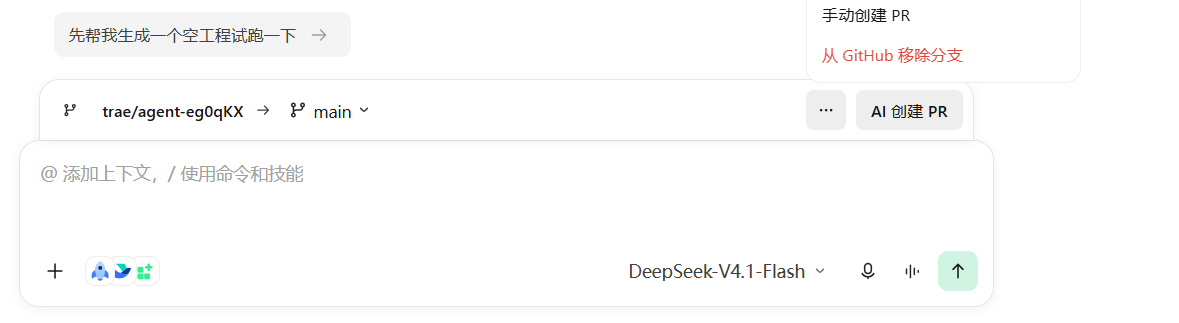 手动创建 PR
先帮我生成一个空工程试跑一下 →
从 GitHub 移除分支
trae/agent-eg0qKX → main
... AI 创建 PR
@ 添加上下文，/ 使用命令和技能
DeepSeek-V4.1-Flash